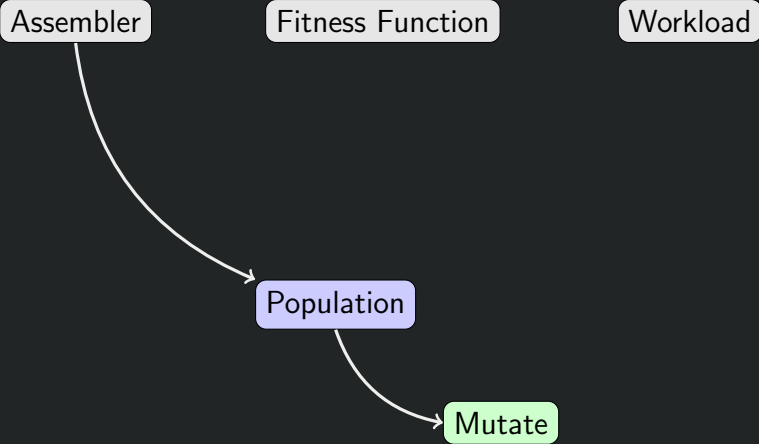 Assembler
Fitness Function
Workload
Population
Mutate